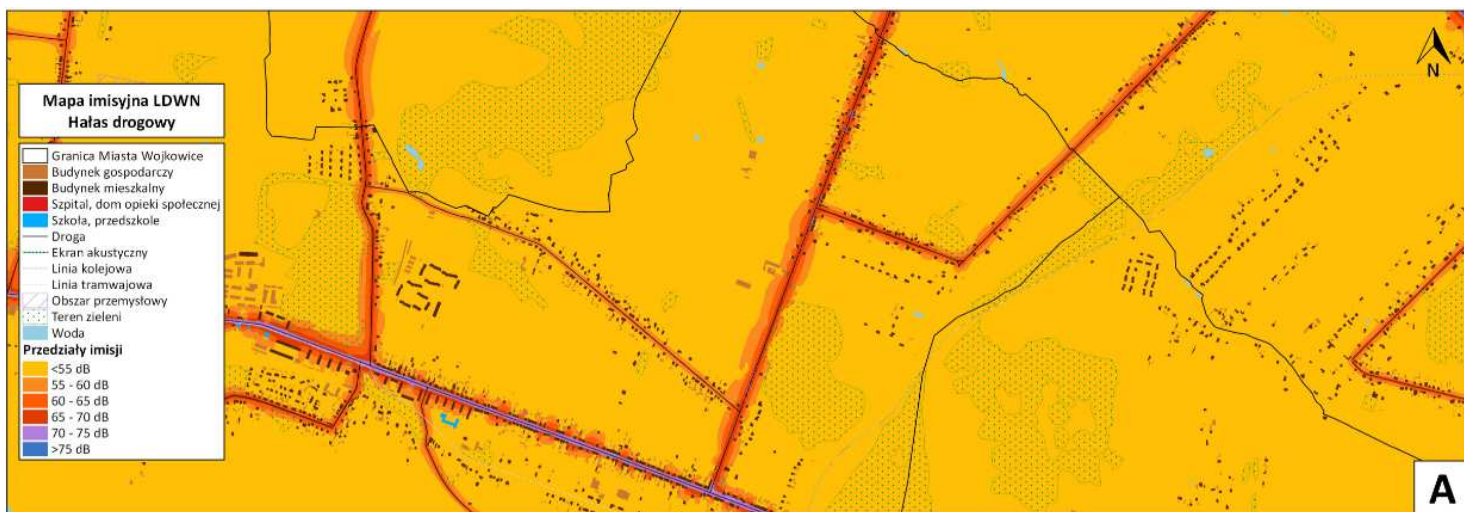 Mapa imisyjna LDWN
Hałas drogowy
N
Granica Miasta Wojkowice
Budynek gospodarczy
Budynek mieszkalny
Szpital, dom opieki społecznej
Szkoła, przedszkole
Droga
Ekran akustyczny
Linia kolejowa
Linia tramwajowa
Obszar przemysłowy
Teren zieleni
Woda
Przedziały imisji
<55 dB
55 - 60 dB
60 - 65 dB
65 - 70 dB
70 - 75 dB
>75 dB
A